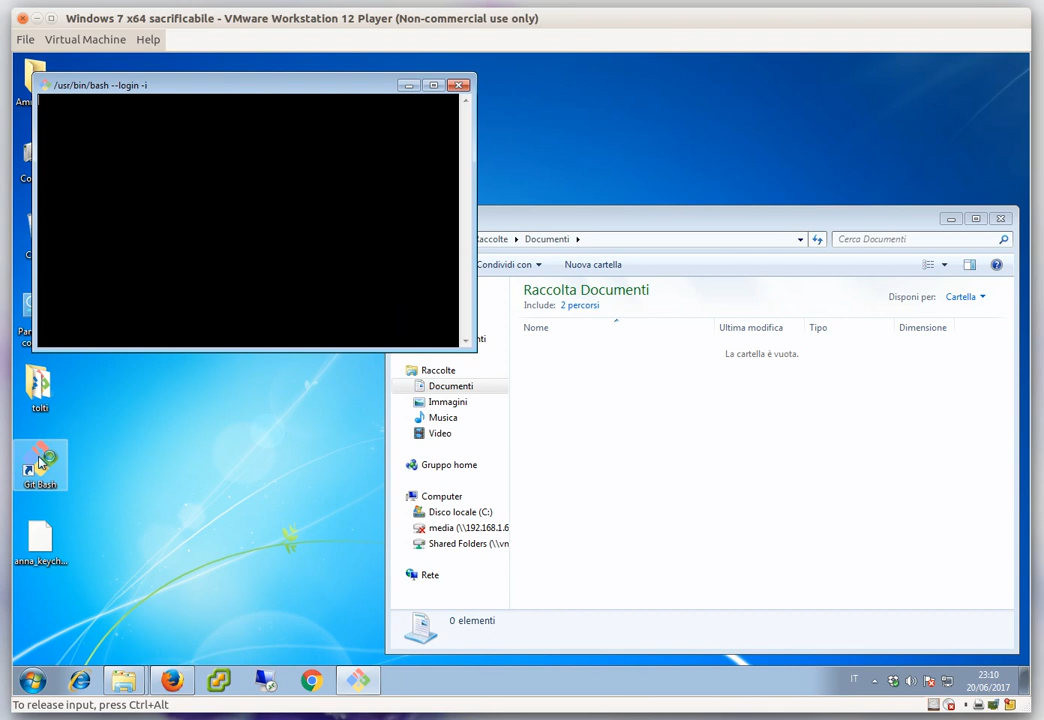 Windows 7 x64 sacrificabile - VMware Workstation 12 Player (Non-commercial use only)
File Virtual Machine Help
/usr/bin/bash --login -i
Raccolte Documenti
Cerca Documenti
Condividi con
Nuova cartella
Raccolta Documenti
Include: 2 percorsi
Disponi per: Cartella
Nome
Ultima modifica
Tipo
Dimensione
La cartella è vuota.
Raccolte
Documenti
Immagini
Musica
Video
Gruppo home
Computer
Disco locale (C:)
media (\\192.168.1.6
Shared Folders (\\vm
Rete
0 elementi
tolti
Git Bash
anna_keych...
IT
23:10
20/06/2017
To release input, press Ctrl+Alt